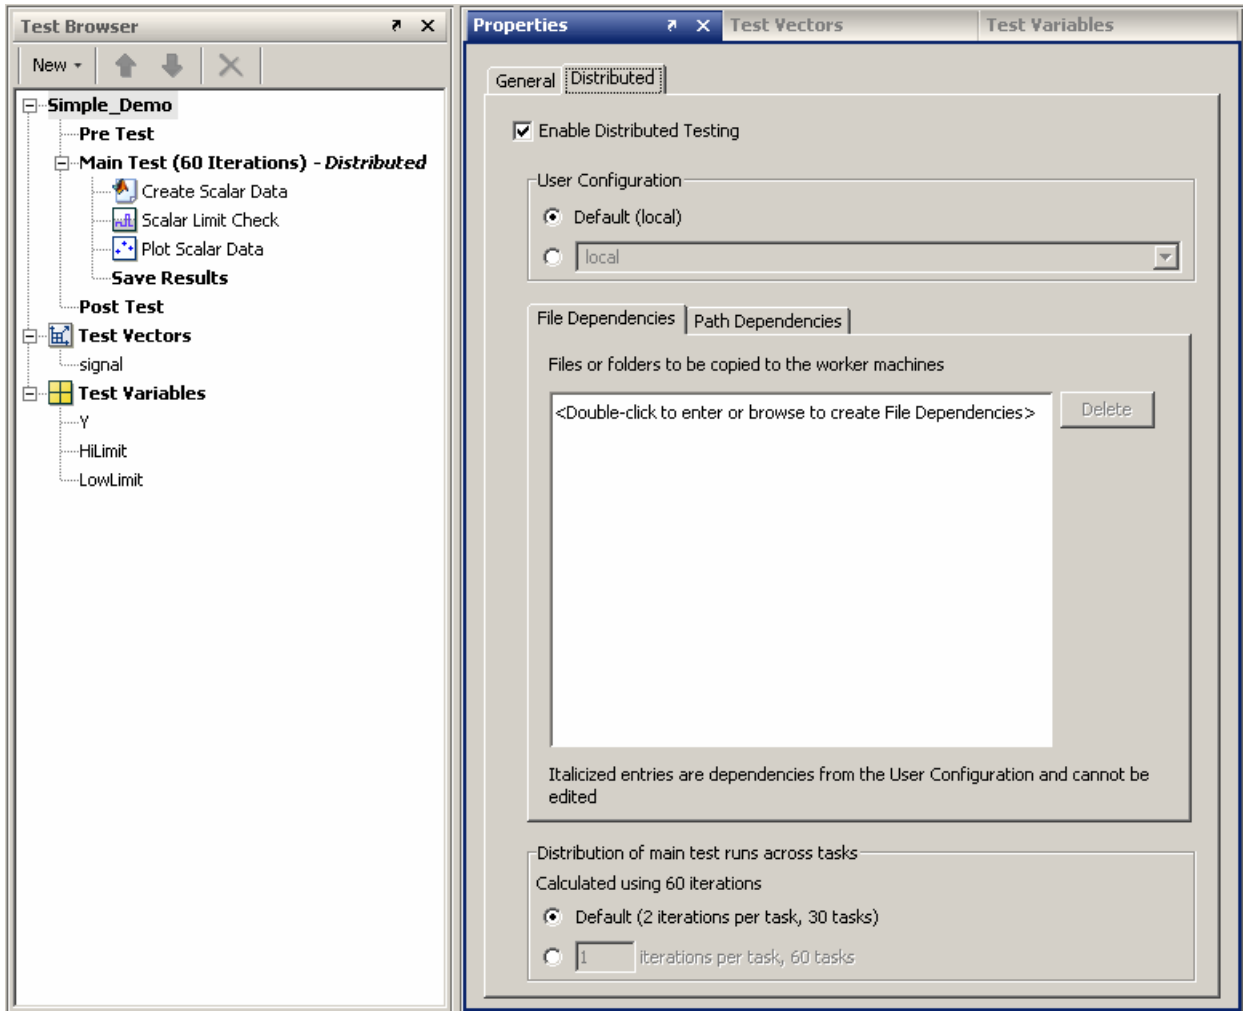 Test Browser
New
Simple_Demo
Pre Test
Main Test (60 Iterations) - Distributed
Create Scalar Data
Scalar Limit Check
Plot Scalar Data
Save Results
Post Test
Test Vectors
signal
Test Variables
Y
HiLimit
LowLimit
Properties
Test Vectors
Test Variables
General
Distributed
Enable Distributed Testing
User Configuration
Default (local)
local
File Dependencies
Path Dependencies
Files or folders to be copied to the worker machines
<Double-click to enter or browse to create File Dependencies>
Delete
Italicized entries are dependencies from the User Configuration and cannot be
edited
Distribution of main test runs across tasks
Calculated using 60 iterations
Default (2 iterations per task, 30 tasks)
1 iterations per task, 60 tasks